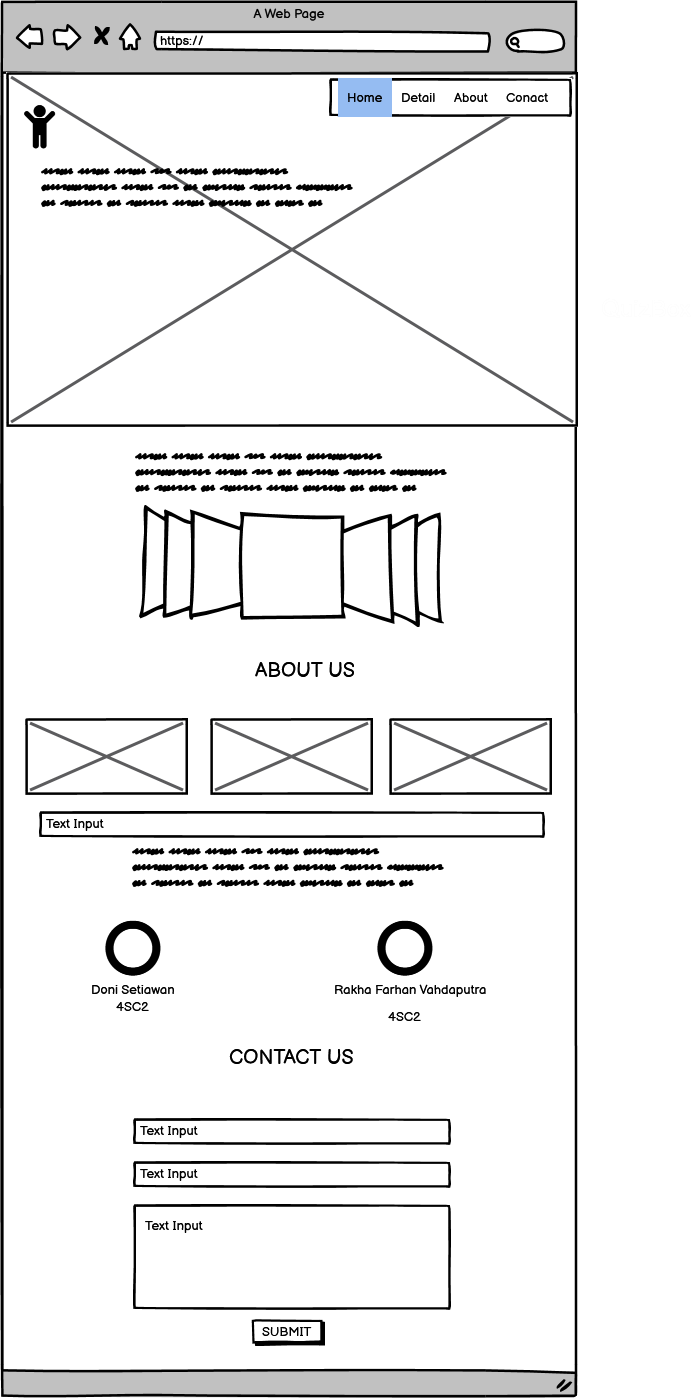 A Web Page
https://
Home Detail About Conact
ABOUT US
Text Input
Doni Setiawan
4SC2
Rakha Farhan Vahdaputra
4SC2
CONTACT US
Text Input
Text Input
Text Input
SUBMIT